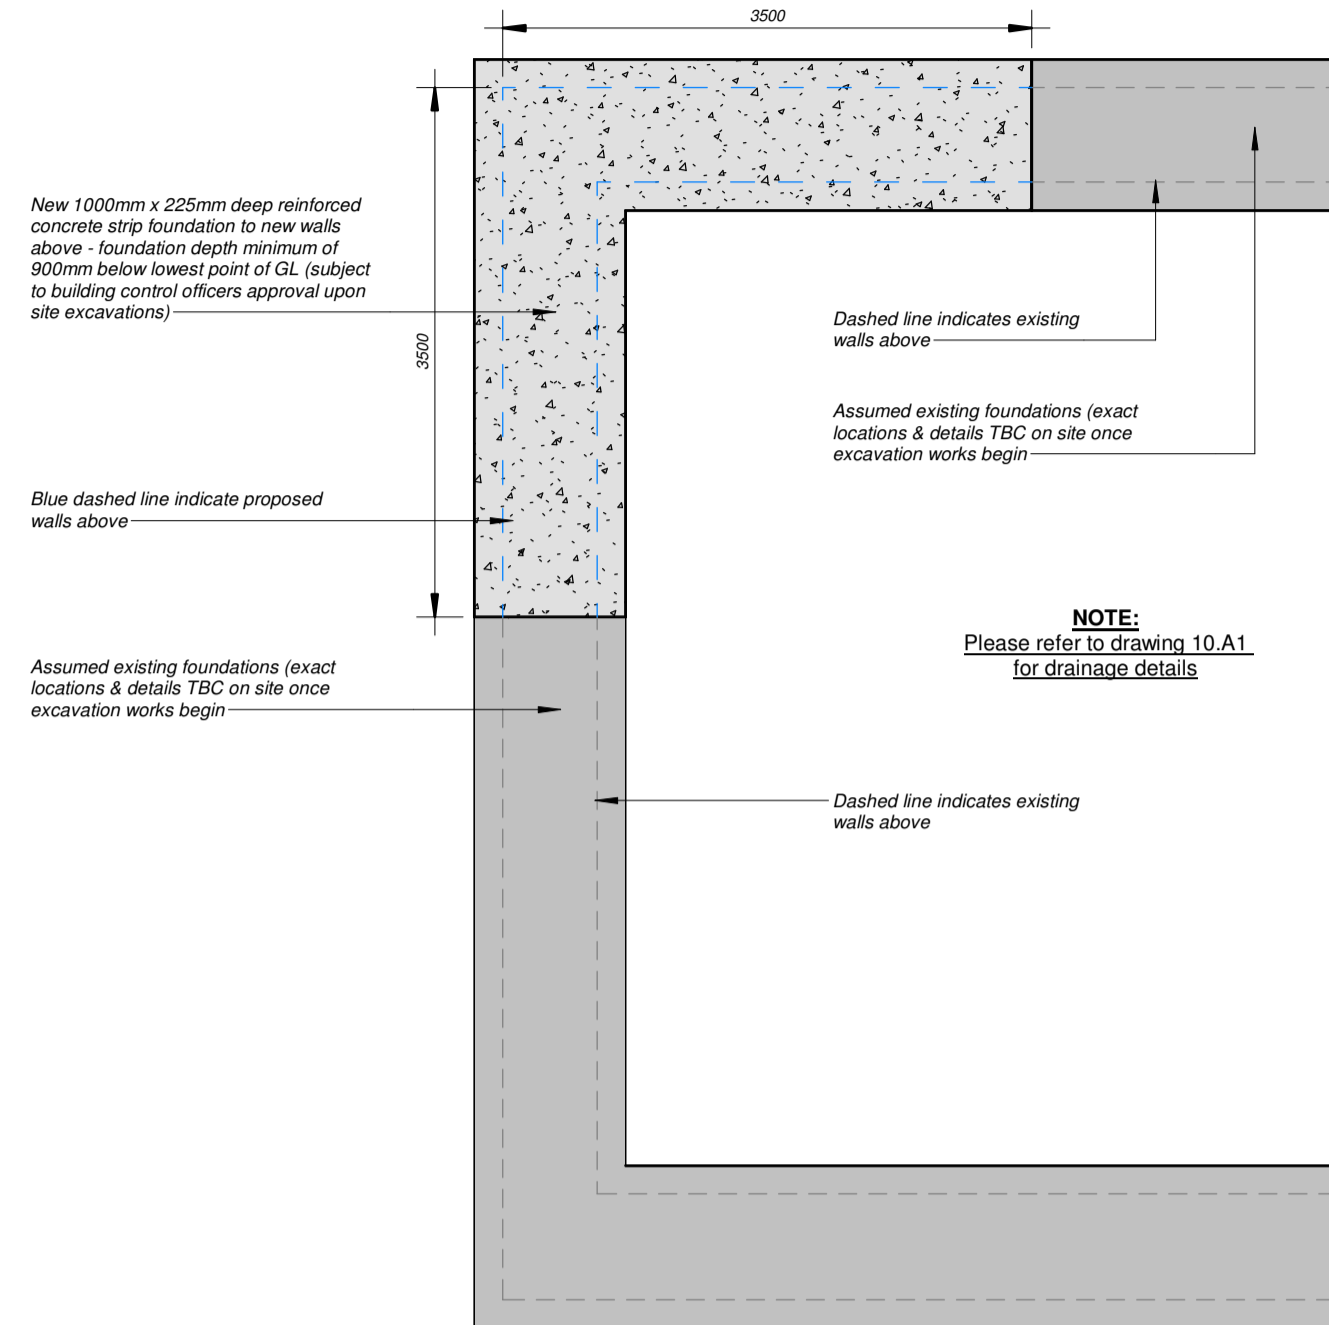 3500
New 1000mm x 225mm deep reinforced
concrete strip foundation to new walls
above - foundation depth minimum of
900mm below lowest point of GL (subject
to building control officers approval upon
site excavations)
3500
Dashed line indicates existing
walls above
Assumed existing foundations (exact
locations & details TBC on site once
excavation works begin
Blue dashed line indicate proposed
walls above
NOTE:
Please refer to drawing 10.A1
for drainage details
Assumed existing foundations (exact
locations & details TBC on site once
excavation works begin
Dashed line indicates existing
walls above